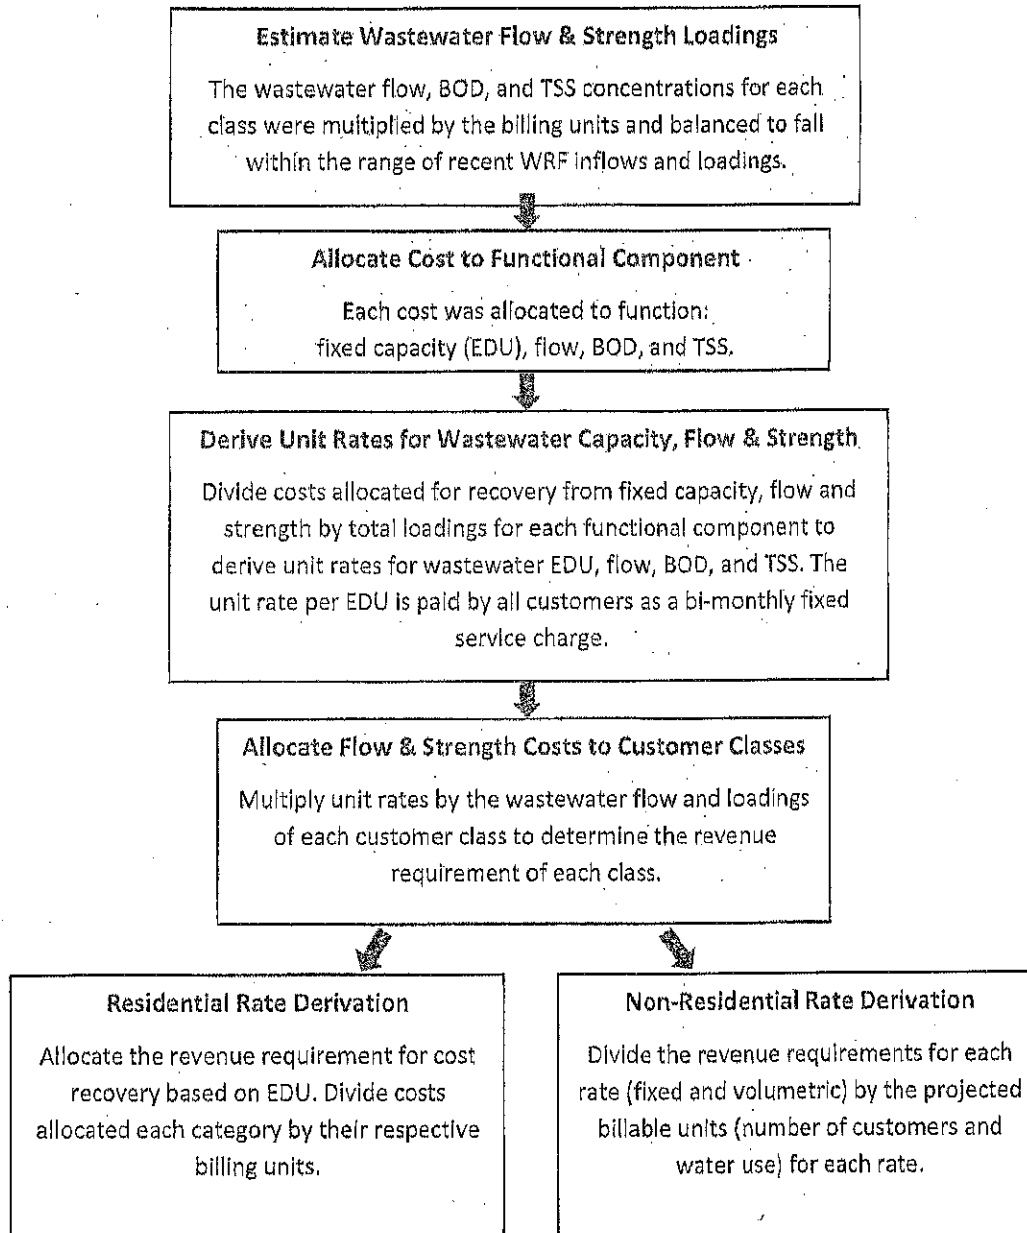 Estimate Wastewater Flow & Strength Loadings
The wastewater flow, BOD, and TSS concentrations for each
class were multiplied by the billing units and balanced to fall
within the range of recent WRF inflows and loadings.
Allocate Cost to Functional Component
Each cost was allocated to function:
fixed capacity (EDU), flow, BOD, and TSS.
Derive Unit Rates for Wastewater Capacity, Flow & Strength
Divide costs allocated for recovery from fixed capacity, flow and
strength by total loadings for each functional component to
derive unit rates for wastewater EDU, flow, BOD, and TSS. The
unit rate per EDU is paid by all customers as a bi-monthly fixed
service charge.
Allocate Flow & Strength Costs to Customer Classes
Multiply unit rates by the wastewater flow and loadings
of each customer class to determine the revenue
requirement of each class.
Residential Rate Derivation
Allocate the revenue requirement for cost
recovery based on EDU. Divide costs
allocated each category by their respective
billing units.
Non-Residential Rate Derivation
Divide the revenue requirements for each
rate (fixed and volumetric) by the projected
billable units (number of customers and
water use) for each rate.